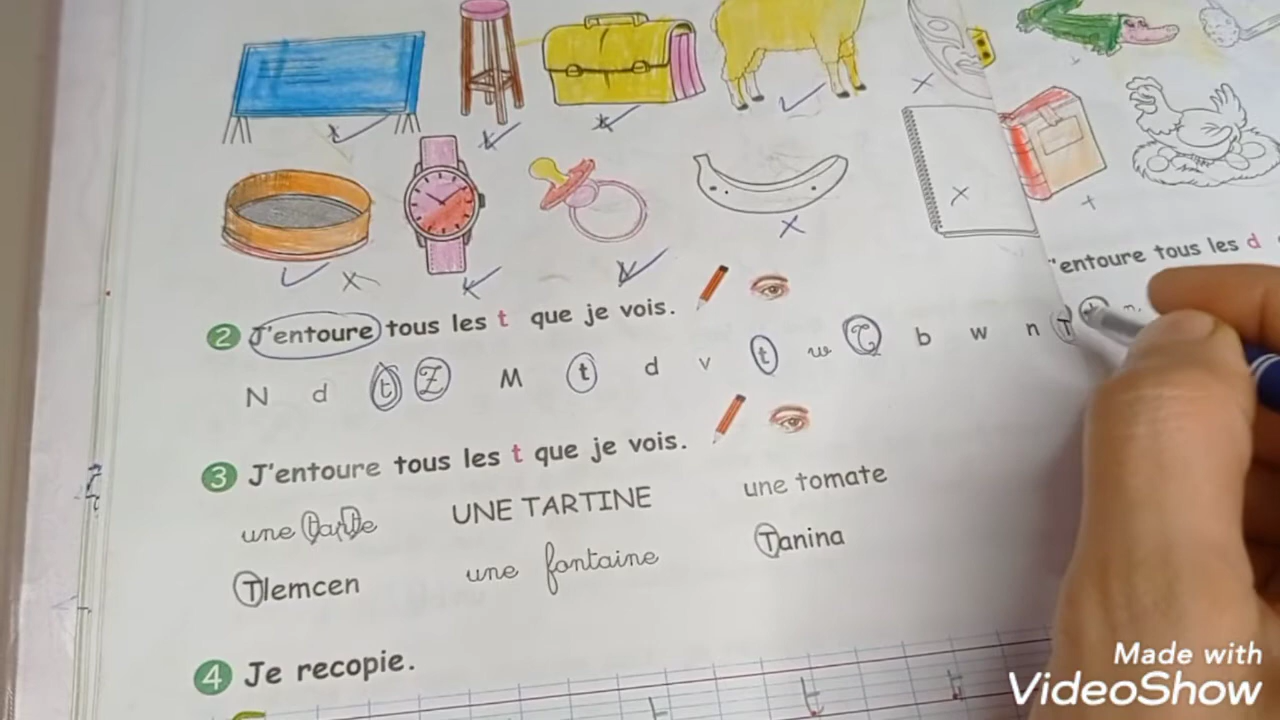 2 J'entoure tous les t que je vois.
N d t Z M t d v t w T b w n T
3 J'entoure tous les t que je vois.
une tarte UNE TARTINE une tomate
Tlemcen une fontaine Tanina
4 Je recopie.
t t t
'entoure tous les d
Made with
VideoShow